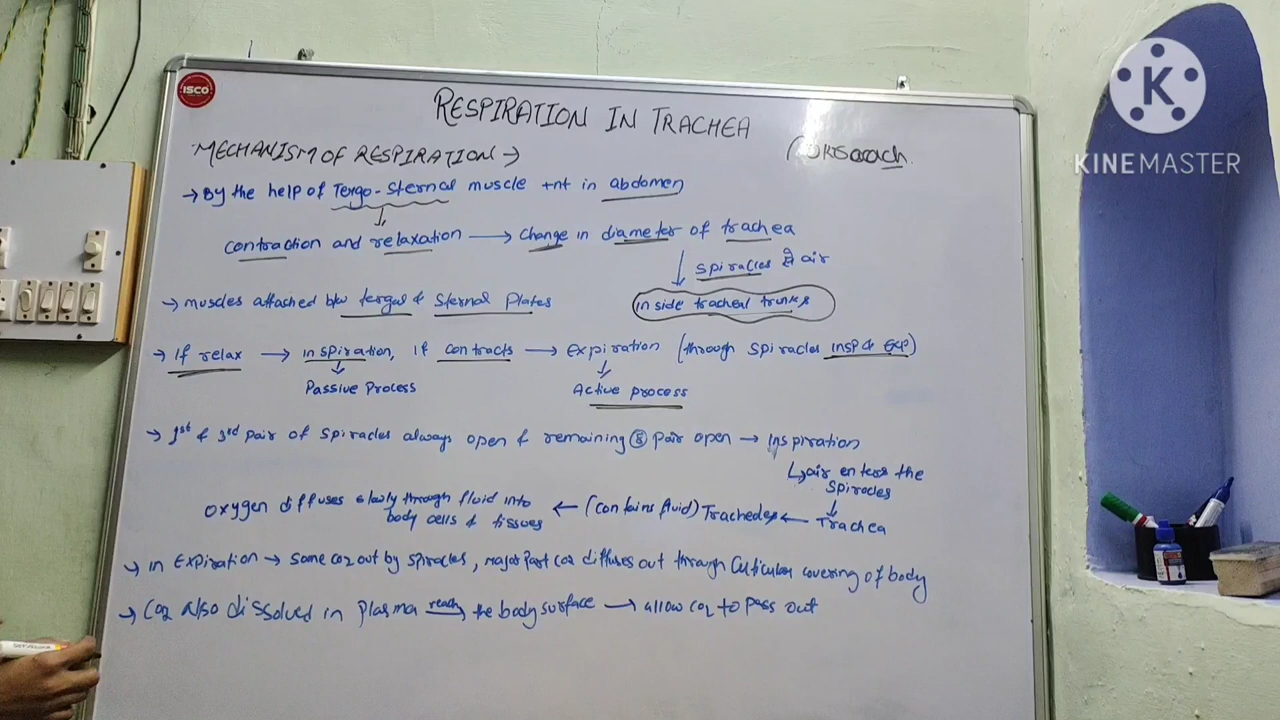 ISCO
RESPIRATION IN TRACHEA
K
KINEMASTER
MECHANISM OF RESPIRATION →
→ By the help of Tergo-Sternal muscle +nt in abdomen
contraction and relaxation → change in diameter of trachea
spiracles से air
→ muscles attached b/w tergal & Sternal Plates
in side tracheal trunks
→ If relax → inspiration, if contracts → Expiration (through spiracles INSP & EXP)
Passive Process
Active process
→ 1st & 3rd pair of spiracles always open & remaining 8 pair open → Inspiration
↳ air enters the
spiracles
oxygen diffuses slowly through fluid into ← (contains fluid) ← Trachea
body cells & tissues
→ in Expiration → some co2 out by spiracles, major Part co2 diffuses out through Cuticular covering of body
→ CO2 also dissolved in plasma reach the body surface → allow co2 to pass out